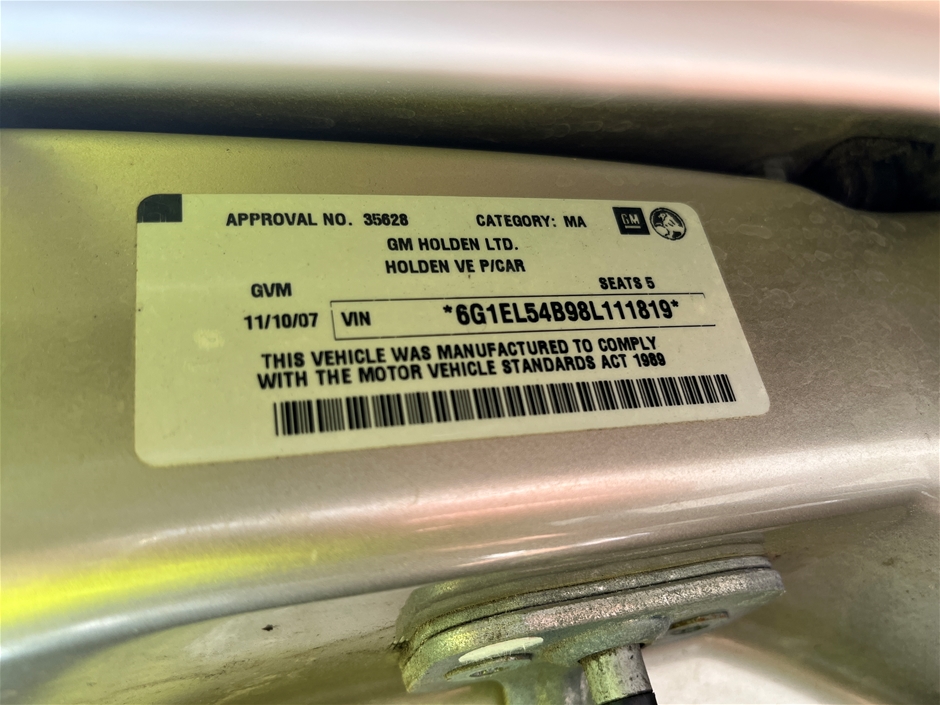 APPROVAL NO. 35628 CATEGORY: MA GM
GM HOLDEN LTD.
HOLDEN VE P/CAR
GVM SEATS 5
11/10/07 VIN *6G1EL54B98L111819*
THIS VEHICLE WAS MANUFACTURED TO COMPLY
WITH THE MOTOR VEHICLE STANDARDS ACT 1989